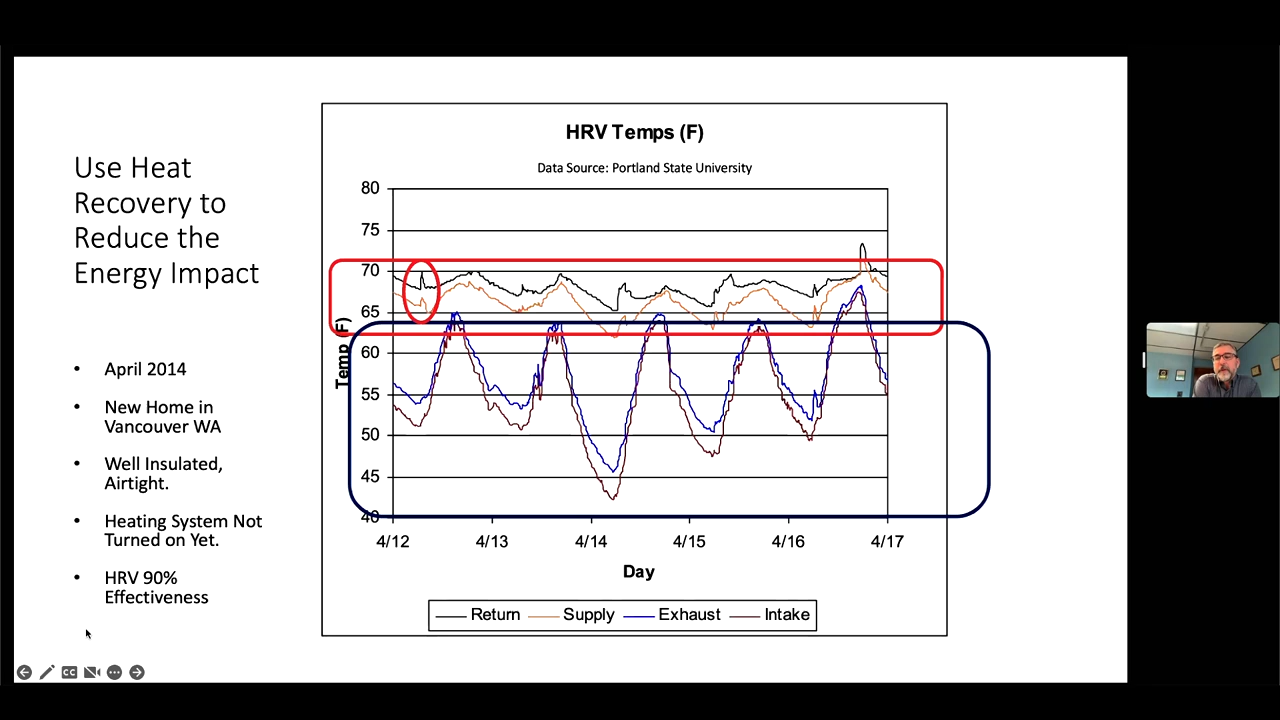 Use Heat
Recovery to
Reduce the
Energy Impact
• April 2014
• New Home in
Vancouver WA
• Well Insulated,
Airtight.
• Heating System Not
Turned on Yet.
• HRV 90%
Effectiveness
HRV Temps (F)
Data Source: Portland State University
Temp (F)
80
75
70
65
60
55
50
45
40
4/12 4/13 4/14 4/15 4/16 4/17
Day
Return Supply Exhaust Intake
CC